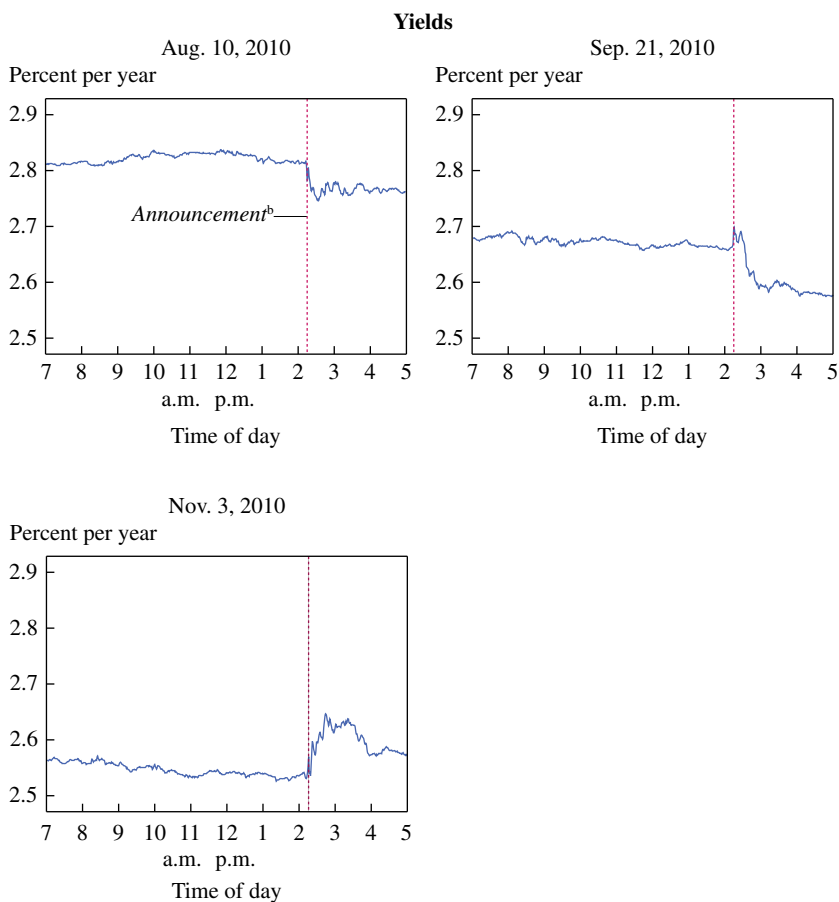 Yields
Aug. 10, 2010
Percent per year
2.9
2.8
2.7
2.6
2.5
Announcementᵇ
7 8 9 10 11 12 1 2 3 4 5
a.m. p.m.
Time of day
Sep. 21, 2010
Percent per year
2.9
2.8
2.7
2.6
2.5
7 8 9 10 11 12 1 2 3 4 5
a.m. p.m.
Time of day
Nov. 3, 2010
Percent per year
2.9
2.8
2.7
2.6
2.5
7 8 9 10 11 12 1 2 3 4 5
a.m. p.m.
Time of day